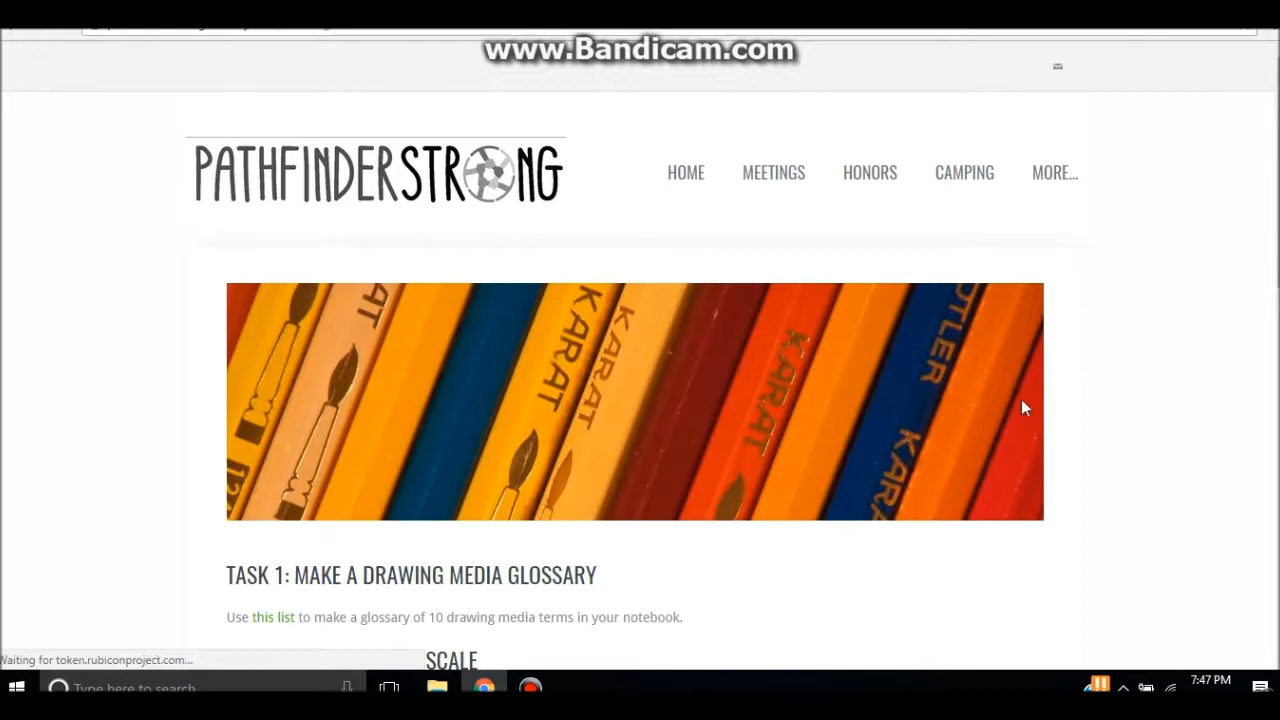 www.Bandicam.com
PATHFINDERSTRONG
HOME MEETINGS HONORS CAMPING MORE...
KARAT
KARAT
KARAT
KARA
TASK 1: MAKE A DRAWING MEDIA GLOSSARY
Use this list to make a glossary of 10 drawing media terms in your notebook.
Waiting for token.rubiconproject.com...
SCALE
Type here to search
7:47 PM